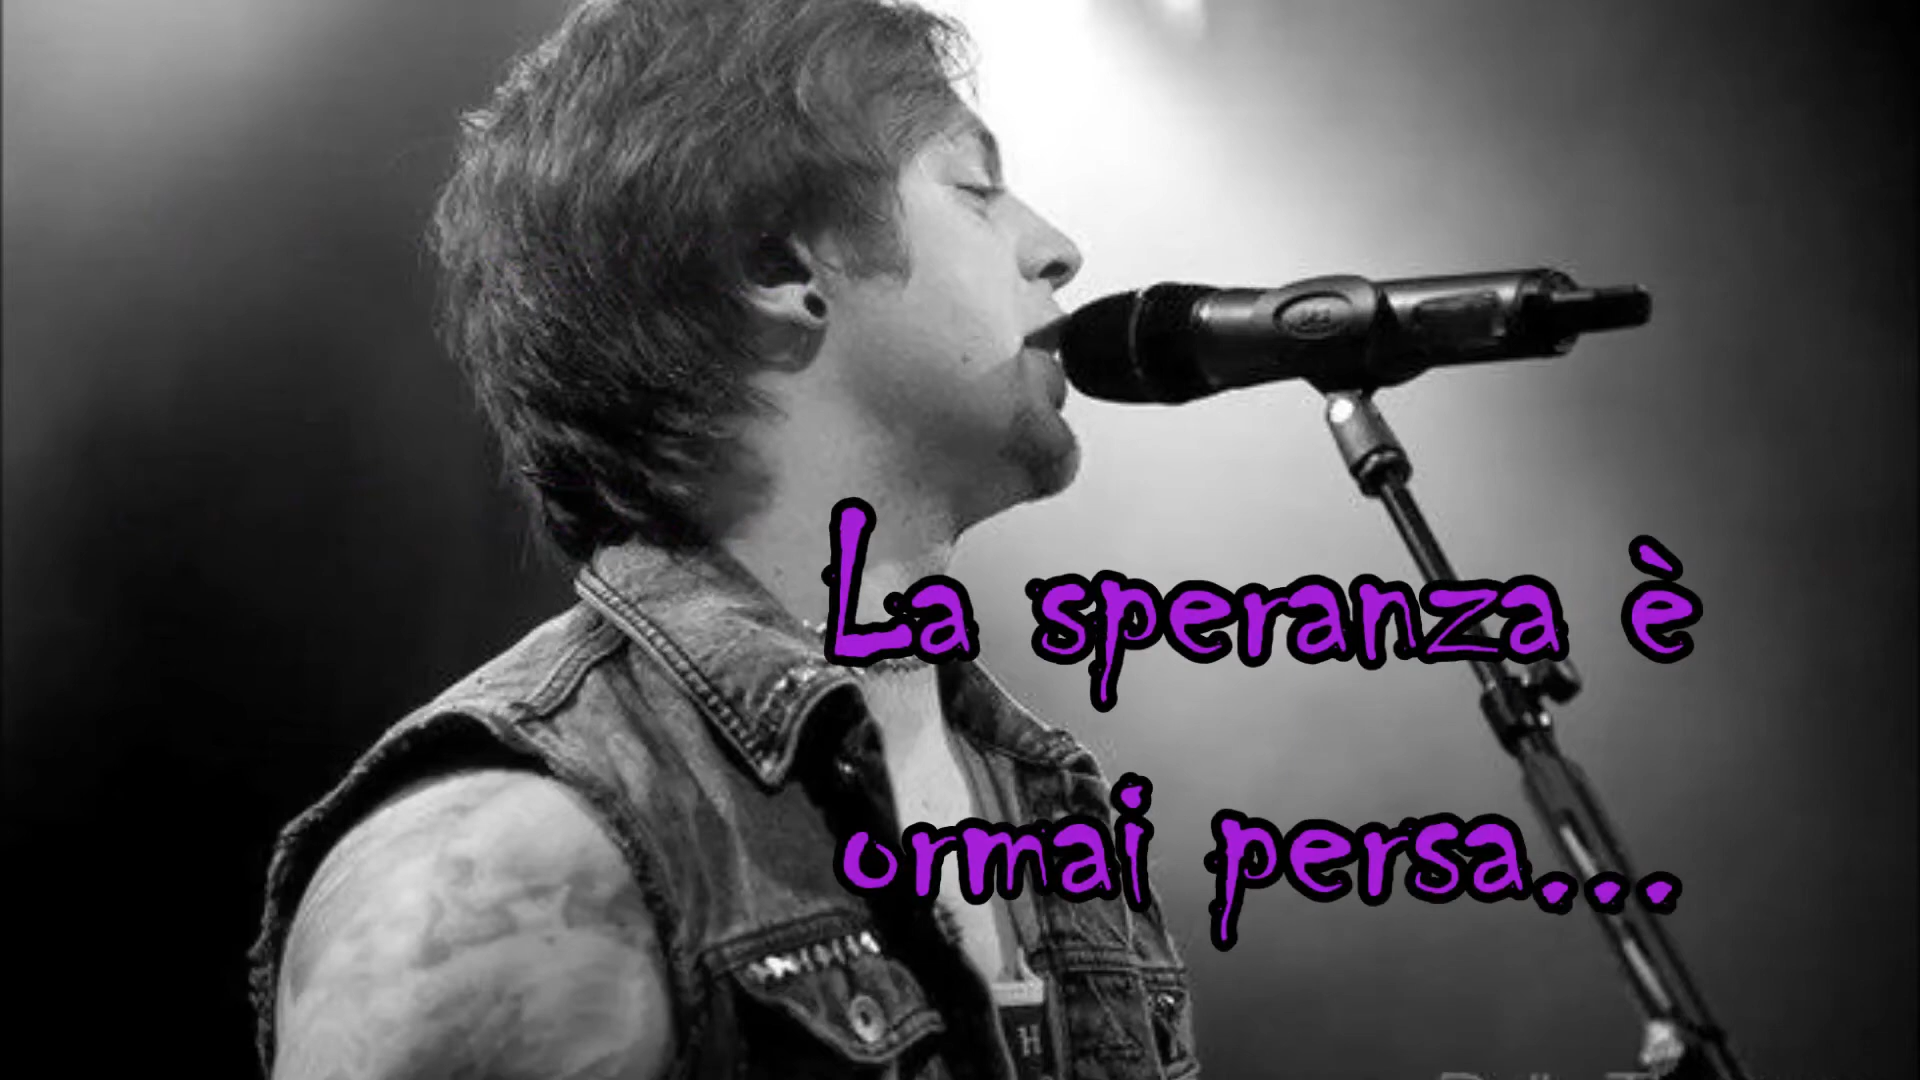 La speranza è
ormai persa...
H